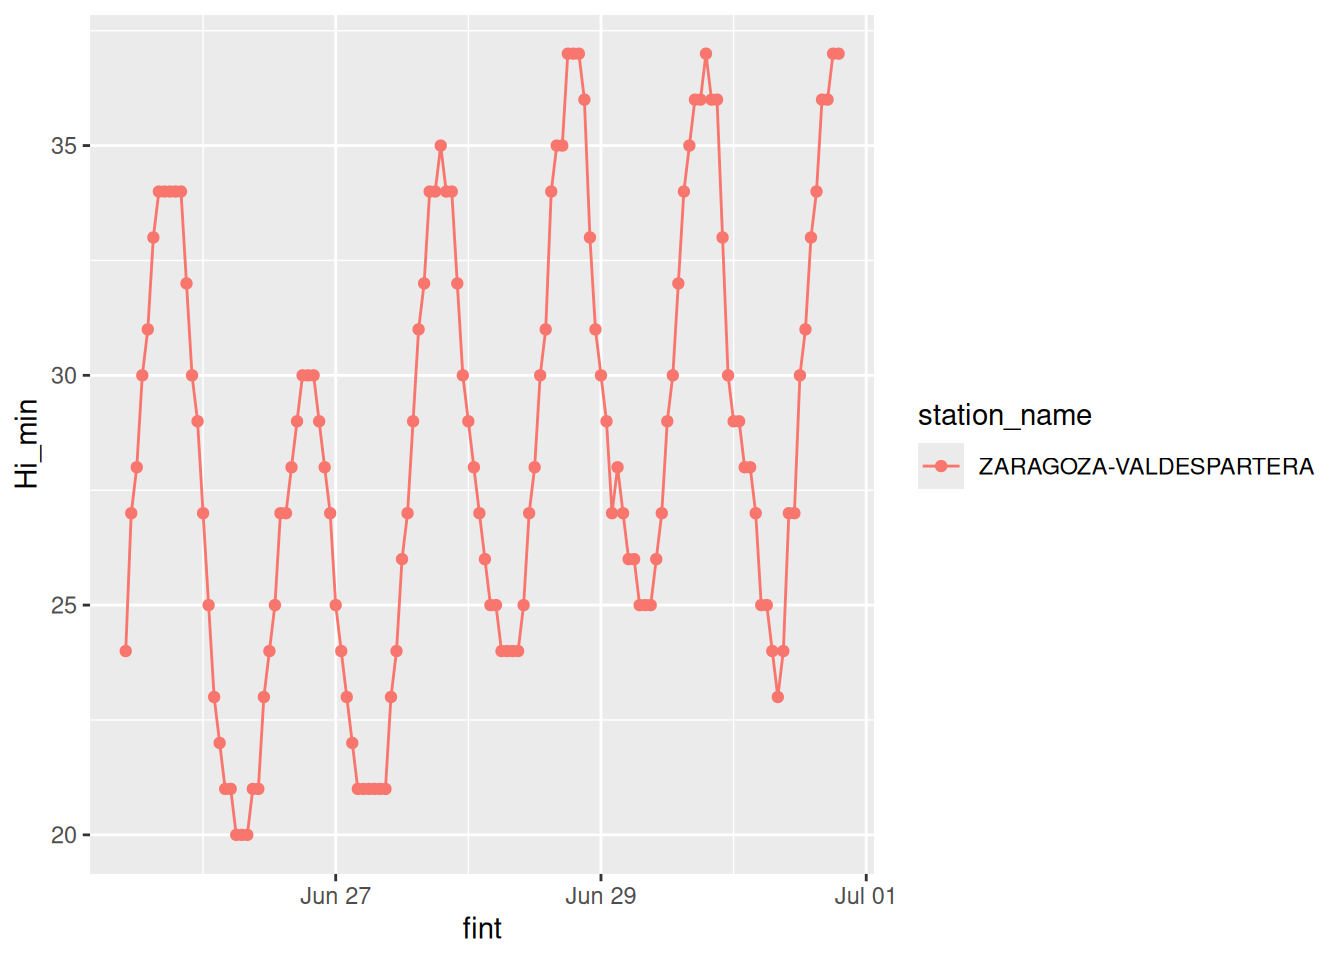 35
30
25
20
Hi_min
Jun 27
Jun 29
Jul 01
fint
station_name
ZARAGOZA-VALDESPARTERA